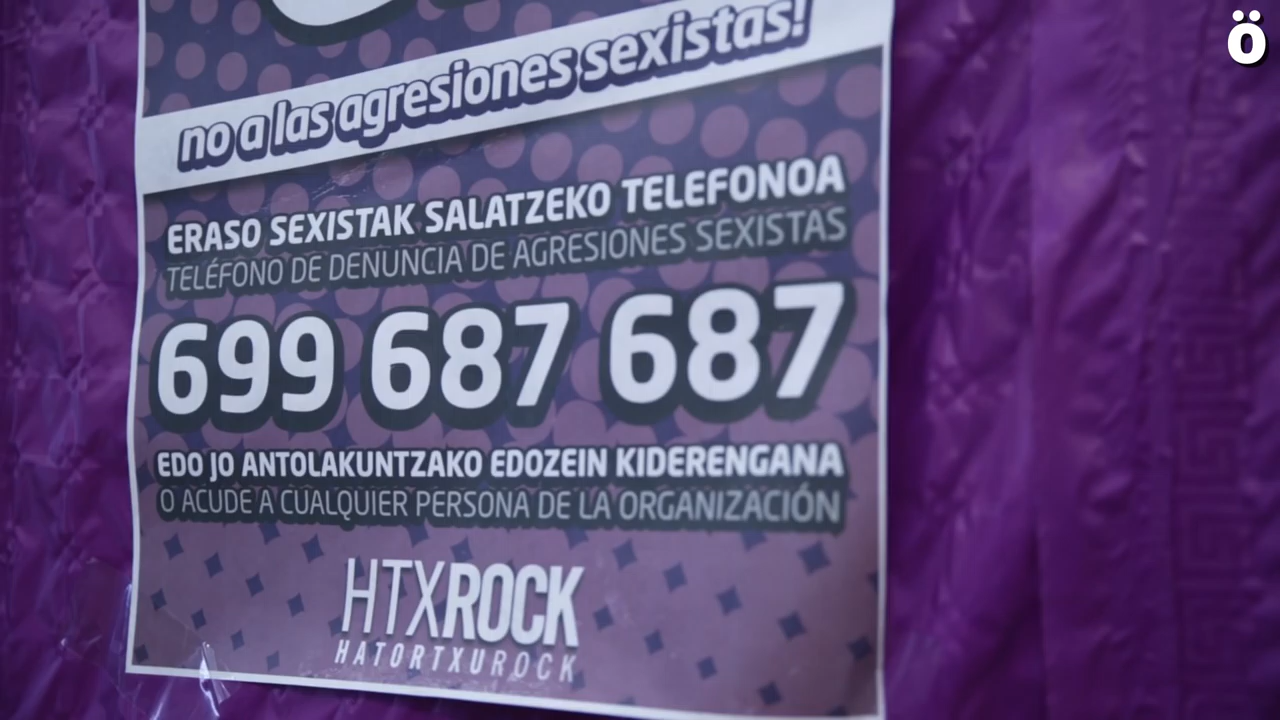 ö
no a las agresiones sexistas!
ERASO SEXISTAK SALATZEKO TELEFONOA
TELÉFONO DE DENUNCIA DE AGRESIONES SEXISTAS
699 687 687
EDO JO ANTOLAKUNTZAKO EDOZEIN KIDERENGANA
O ACUDE A CUALQUIER PERSONA DE LA ORGANIZACIÓN
HTXROCK
HATORTXUROCK